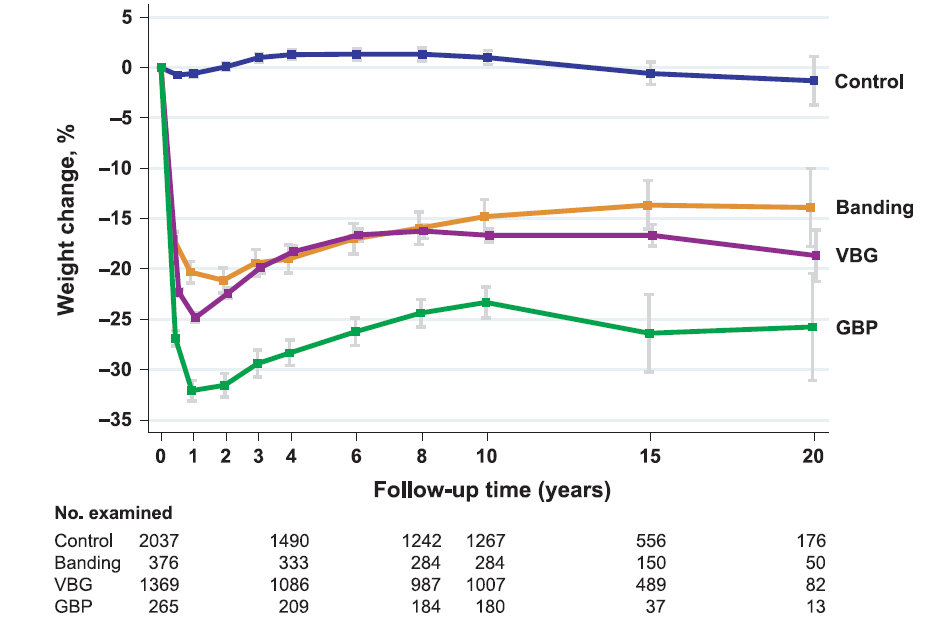 5
0
Control
–5
–10
Banding
–15
VBG
–20
–25
GBP
–30
–35
Weight change, %
0 1 2 3 4 6 8 10 15 20
Follow-up time (years)
No. examined
Control 2037 1490 1242 1267 556 176
Banding 376 333 284 284 150 50
VBG 1369 1086 987 1007 489 82
GBP 265 209 184 180 37 13